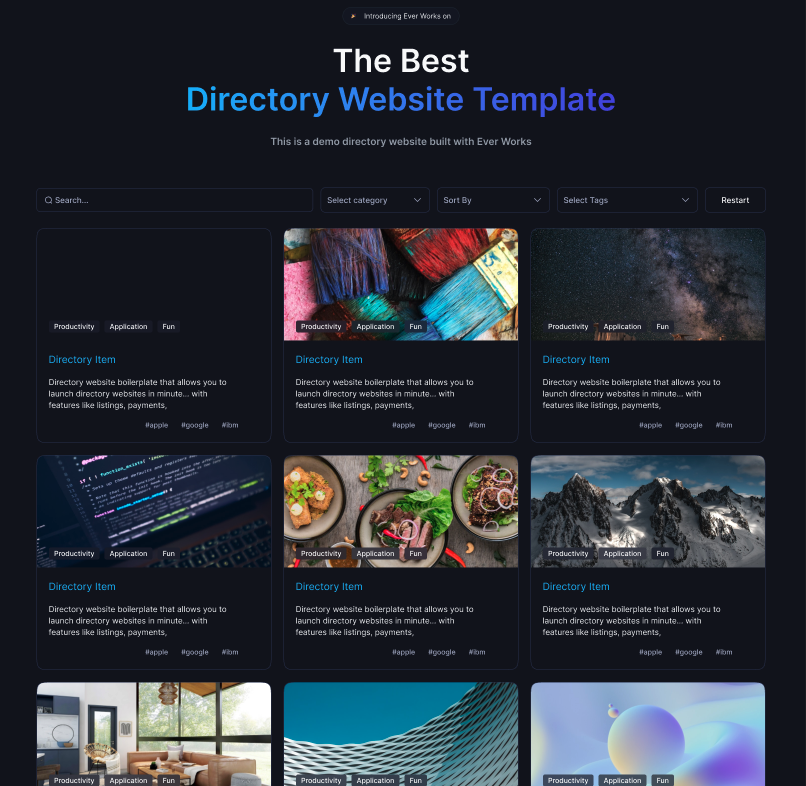 Introducing Ever Works on
The Best
Directory Website Template
This is a demo directory website built with Ever Works
Search...
Select category
Sort By
Select Tags
Restart
Productivity Application Fun
Directory Item
Directory website boilerplate that allows you to
launch directory websites in minute... with
features like listings, payments,
#apple #google #ibm
Productivity Application Fun
Directory Item
Directory website boilerplate that allows you to
launch directory websites in minute... with
features like listings, payments,
#apple #google #ibm
Productivity Application Fun
Directory Item
Directory website boilerplate that allows you to
launch directory websites in minute... with
features like listings, payments,
#apple #google #ibm
Productivity Application Fun
Directory Item
Directory website boilerplate that allows you to
launch directory websites in minute... with
features like listings, payments,
#apple #google #ibm
Productivity Application Fun
Directory Item
Directory website boilerplate that allows you to
launch directory websites in minute... with
features like listings, payments,
#apple #google #ibm
Productivity Application Fun
Directory Item
Directory website boilerplate that allows you to
launch directory websites in minute... with
features like listings, payments,
#apple #google #ibm
Productivity Application Fun
Productivity Application Fun
Productivity Application Fun